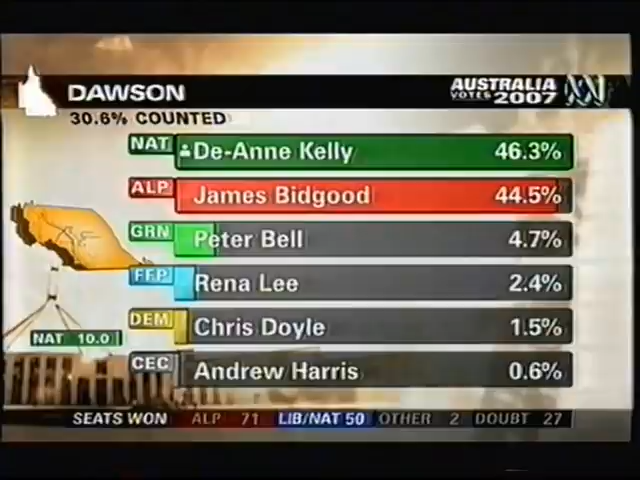 DAWSON
AUSTRALIA
VOTES 2007
30.6% COUNTED
NAT De-Anne Kelly 46.3%
ALP James Bidgood 44.5%
GRN Peter Bell 4.7%
FFP Rena Lee 2.4%
DEM Chris Doyle 1.5%
CEC Andrew Harris 0.6%
NAT 10.0
SEATS WON ALP 71 LIB/NAT 50 OTHER 2 DOUBT 27